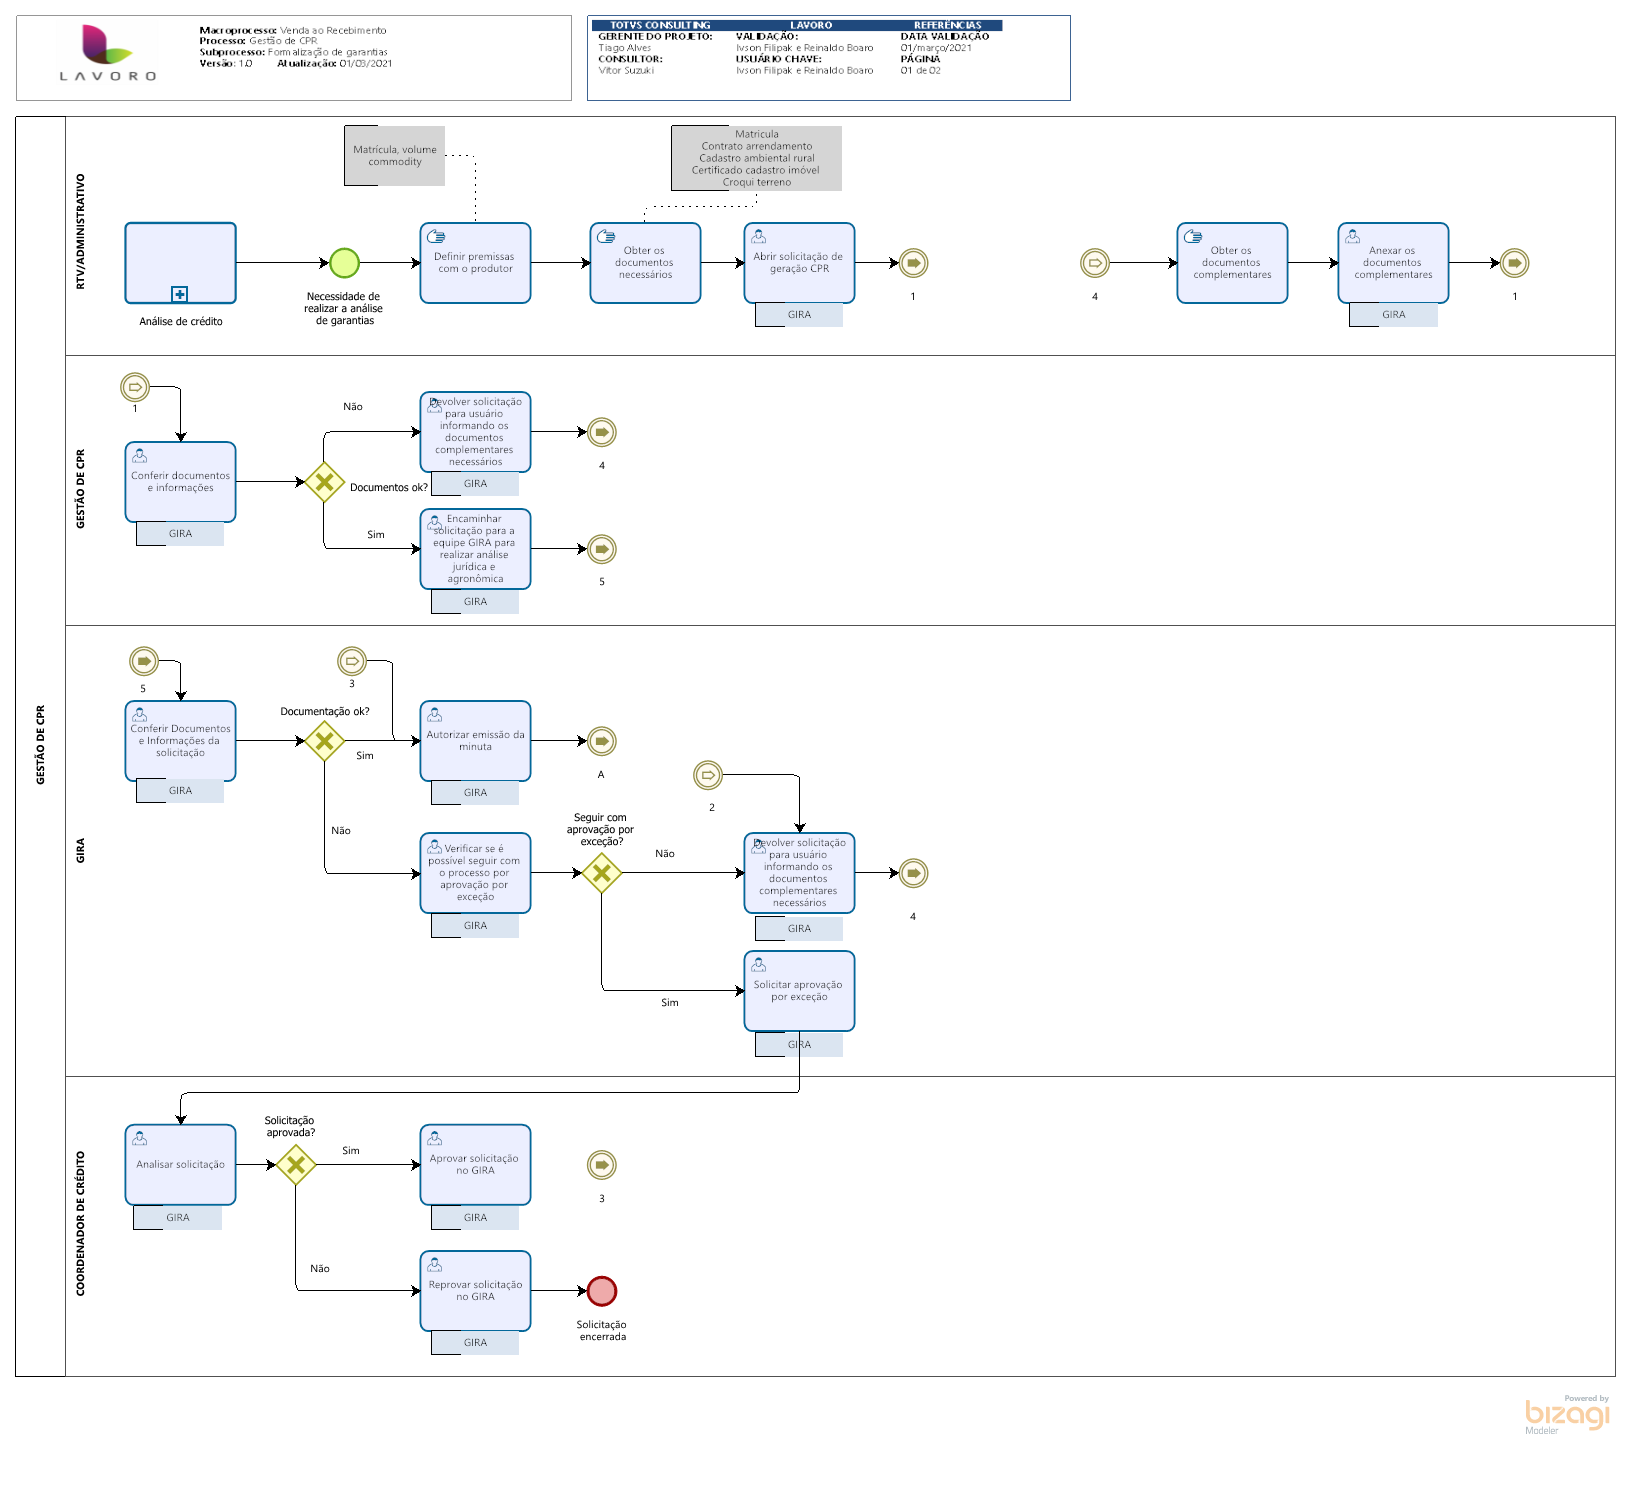 LAVORO
Macroprocesso: Venda ao Recebimento
Processo: Gestão de CPR
Subprocesso: Formalização de garantias
Versão: 1.0 Atualização: 01/03/2021
TOTVS CONSULTING LAVORO REFERÊNCIAS
GERENTE DO PROJETO: VALIDAÇÃO: DATA VALIDAÇÃO
Tiago Alves Ivson Filipak e Reinaldo Boaro 01/março/2021
CONSULTOR: USUÁRIO CHAVE: PÁGINA
Vitor Suzuki Ivson Filipak e Reinaldo Boaro 01 de 02
GESTÃO DE CPR
RTV/ADMINISTRATIVO
Matrícula, volume
commodity
Matricula
Contrato arrendamento
Cadastro ambiental rural
Certificado cadastro imóvel
Croqui terreno
Análise de crédito
Necessidade de
realizar a análise
de garantias
Definir premissas
com o produtor
Obter os
documentos
necessários
Abrir solicitação de
geração CPR
GIRA
1
4
Obter os
documentos
complementares
Anexar os
documentos
complementares
GIRA
1
GESTÃO DE CPR
1
Conferir documentos
e informações
GIRA
Documentos ok?
Não
Devolver solicitação
para usuário
informando os
documentos
complementares
necessários
GIRA
4
Sim
Encaminhar
solicitação para a
equipe GIRA para
realizar análise
jurídica e
agronômica
GIRA
5
GIRA
5
Conferir Documentos
e Informações da
solicitação
GIRA
Documentação ok?
3
Sim
Autorizar emissão da
minuta
GIRA
A
Não
Verificar se é
possível seguir com
o processo por
aprovação por
exceção
GIRA
Seguir com
aprovação por
exceção?
2
Não
Devolver solicitação
para usuário
informando os
documentos
complementares
necessários
GIRA
4
Sim
Solicitar aprovação
por exceção
GIRA
COORDENADOR DE CRÉDITO
Analisar solicitação
GIRA
Solicitação
aprovada?
Sim
Aprovar solicitação
no GIRA
GIRA
3
Não
Reprovar solicitação
no GIRA
GIRA
Solicitação
encerrada
Powered by
bizagi
Modeler